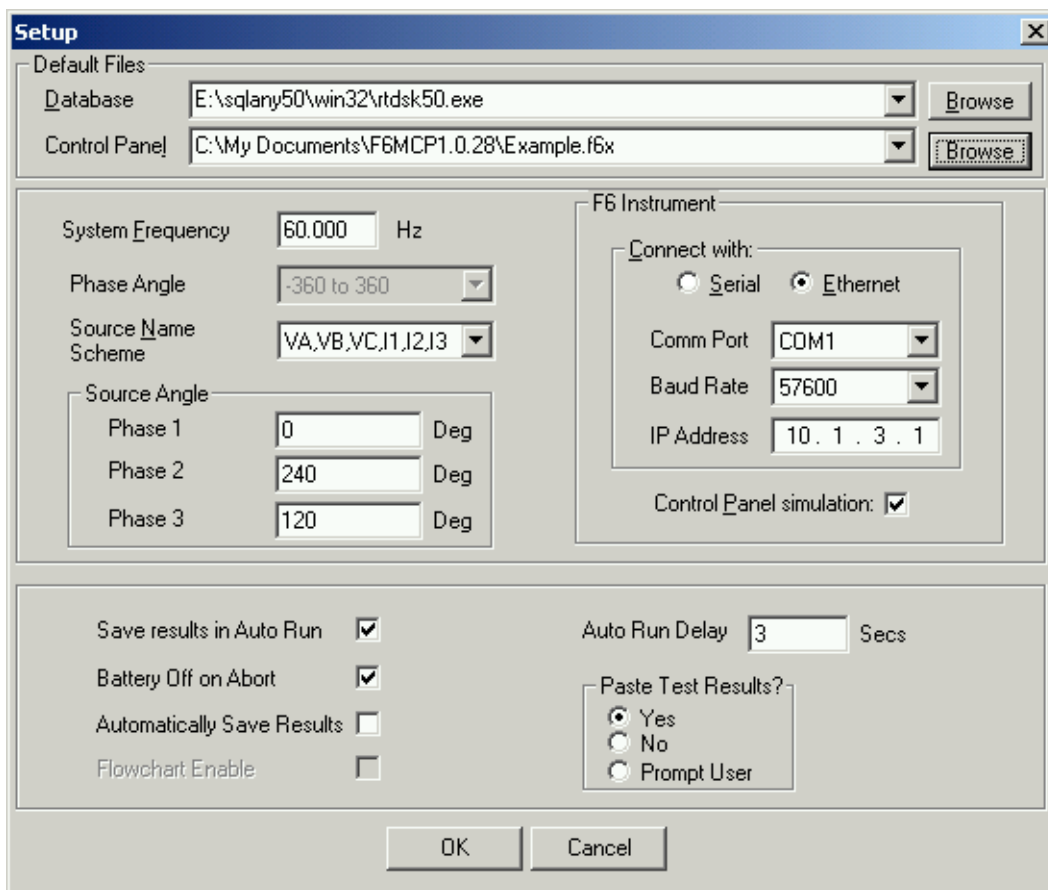 Setup
Default Files
Database E:\sqlany50\win32\rtdsk50.exe Browse
Control Panel C:\My Documents\F6MCP1.0.28\Example.f6x Browse
System Frequency 60.000 Hz
Phase Angle -360 to 360
Source Name Scheme VA,VB,VC,I1,I2,I3
Source Angle
Phase 1 0 Deg
Phase 2 240 Deg
Phase 3 120 Deg
F6 Instrument
Connect with:
Serial Ethernet
Comm Port COM1
Baud Rate 57600
IP Address 10 . 1 . 3 . 1
Control Panel simulation:
Save results in Auto Run
Battery Off on Abort
Automatically Save Results
Flowchart Enable
Auto Run Delay 3 Secs
Paste Test Results?
Yes
No
Prompt User
OK Cancel